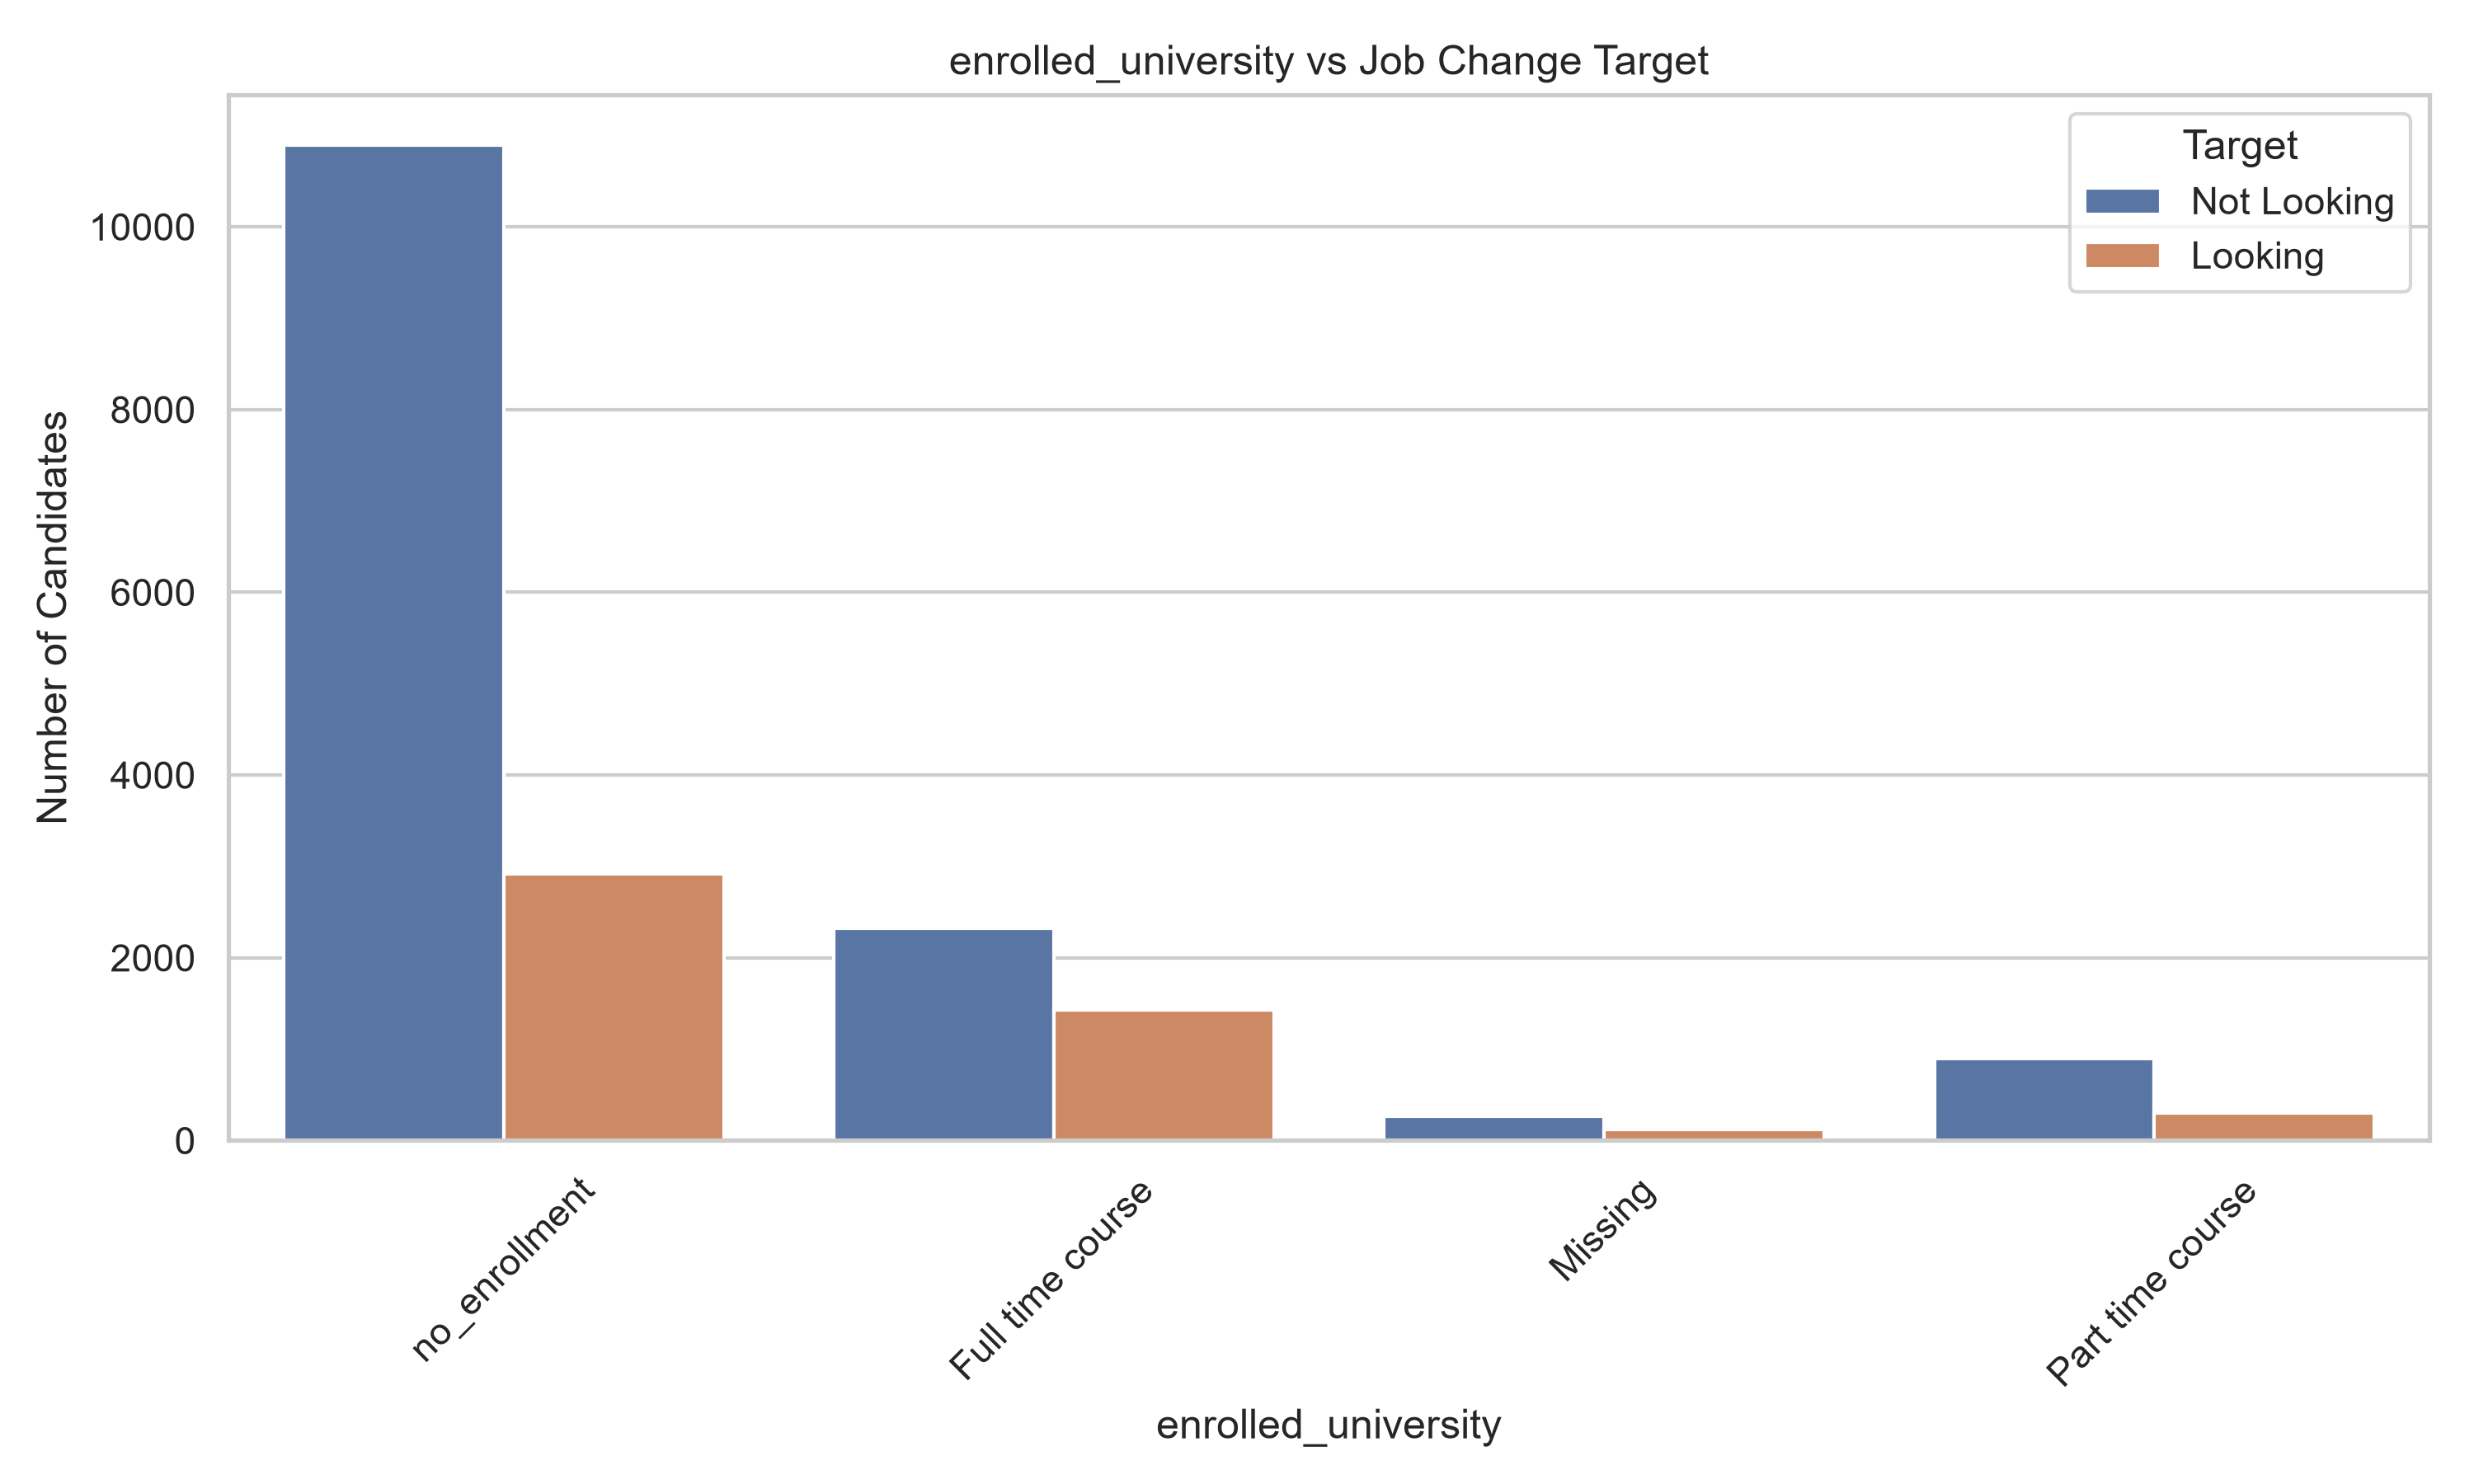 enrolled_university vs Job Change Target
Target
Not Looking
Looking
Number of Candidates
10000
8000
6000
4000
2000
0
no_enrollment
Full time course
Missing
Part time course
enrolled_university